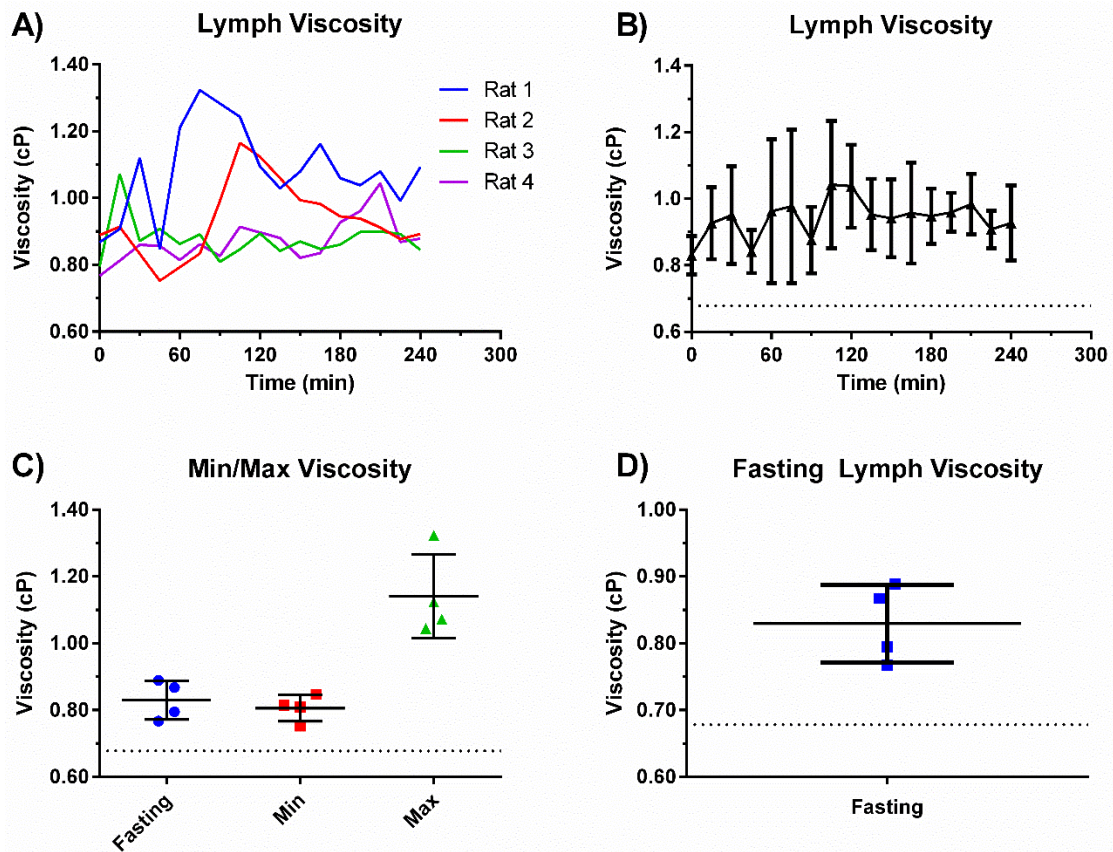 A)
Lymph Viscosity
Viscosity (cP)
1.40
1.20
1.00
0.80
0.60
0
60
120
180
240
300
Time (min)
Rat 1
Rat 2
Rat 3
Rat 4
B)
Lymph Viscosity
Viscosity (cP)
1.4
1.2
1.0
0.8
0.6
0
60
120
180
240
300
Time (min)
C)
Min/Max Viscosity
Viscosity (cP)
1.40
1.20
1.00
0.80
0.60
Fasting
Min
Max
D)
Fasting Lymph Viscosity
Viscosity (cP)
1.00
0.90
0.80
0.70
0.60
Fasting